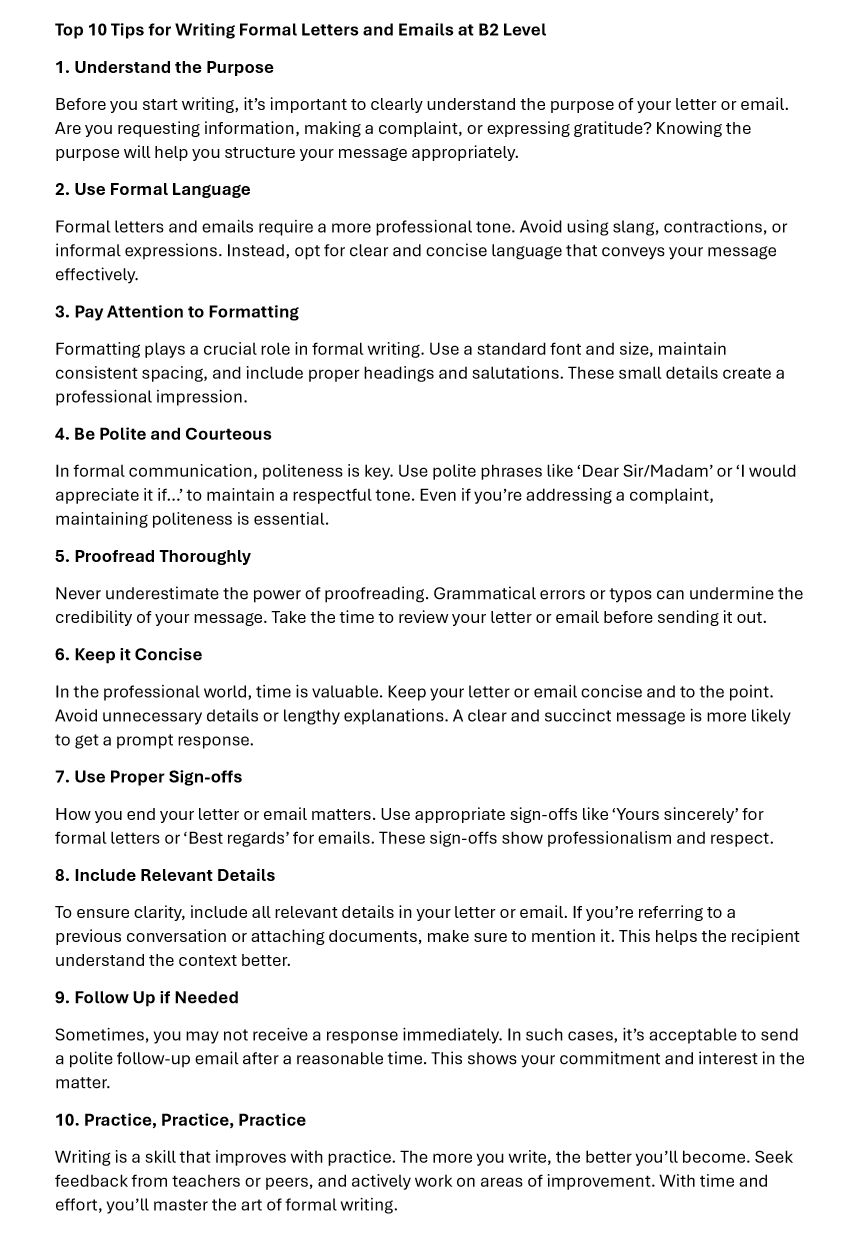 Top 10 Tips for Writing Formal Letters and Emails at B2 Level
1. Understand the Purpose
Before you start writing, it’s important to clearly understand the purpose of your letter or email.
Are you requesting information, making a complaint, or expressing gratitude? Knowing the
purpose will help you structure your message appropriately.
2. Use Formal Language
Formal letters and emails require a more professional tone. Avoid using slang, contractions, or
informal expressions. Instead, opt for clear and concise language that conveys your message
effectively.
3. Pay Attention to Formatting
Formatting plays a crucial role in formal writing. Use a standard font and size, maintain
consistent spacing, and include proper headings and salutations. These small details create a
professional impression.
4. Be Polite and Courteous
In formal communication, politeness is key. Use polite phrases like ‘Dear Sir/Madam’ or ‘I would
appreciate it if...’ to maintain a respectful tone. Even if you’re addressing a complaint,
maintaining politeness is essential.
5. Proofread Thoroughly
Never underestimate the power of proofreading. Grammatical errors or typos can undermine the
credibility of your message. Take the time to review your letter or email before sending it out.
6. Keep it Concise
In the professional world, time is valuable. Keep your letter or email concise and to the point.
Avoid unnecessary details or lengthy explanations. A clear and succinct message is more likely
to get a prompt response.
7. Use Proper Sign-offs
How you end your letter or email matters. Use appropriate sign-offs like ‘Yours sincerely’ for
formal letters or ‘Best regards’ for emails. These sign-offs show professionalism and respect.
8. Include Relevant Details
To ensure clarity, include all relevant details in your letter or email. If you’re referring to a
previous conversation or attaching documents, make sure to mention it. This helps the recipient
understand the context better.
9. Follow Up if Needed
Sometimes, you may not receive a response immediately. In such cases, it’s acceptable to send
a polite follow-up email after a reasonable time. This shows your commitment and interest in the
matter.
10. Practice, Practice, Practice
Writing is a skill that improves with practice. The more you write, the better you’ll become. Seek
feedback from teachers or peers, and actively work on areas of improvement. With time and
effort, you’ll master the art of formal writing.